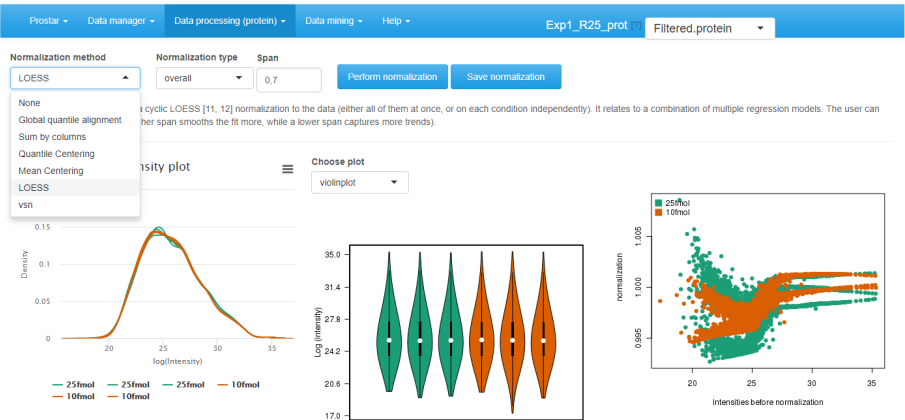 Prostar Data manager Data processing (protein) Data mining Help Exp1_R25_prot [?] Filtered.protein
Normalization method Normalization type Span
LOESS overall 0,7 Perform normalization Save normalization
None
Global quantile alignment
Sum by columns
Quantile Centering
Mean Centering
LOESS
vsn
cyclic LOESS [11, 12] normalization to the data (either all of them at once, or on each condition independently). It relates to a combination of multiple regression models. The user can
her span smooths the fit more, while a lower span captures more trends).
nsity plot
Density
0.15
0.1
0.05
0
20 25 30 35
log(Intensity)
25fmol 25fmol 25fmol 10fmol
10fmol 10fmol
Choose plot
violinplot
Log (intensity)
35.0
31.4
27.8
24.2
20.6
17.0
25fmol
10fmol
normalization
1.005
1.000
0.995
20 25 30 35
Intensities before normalization